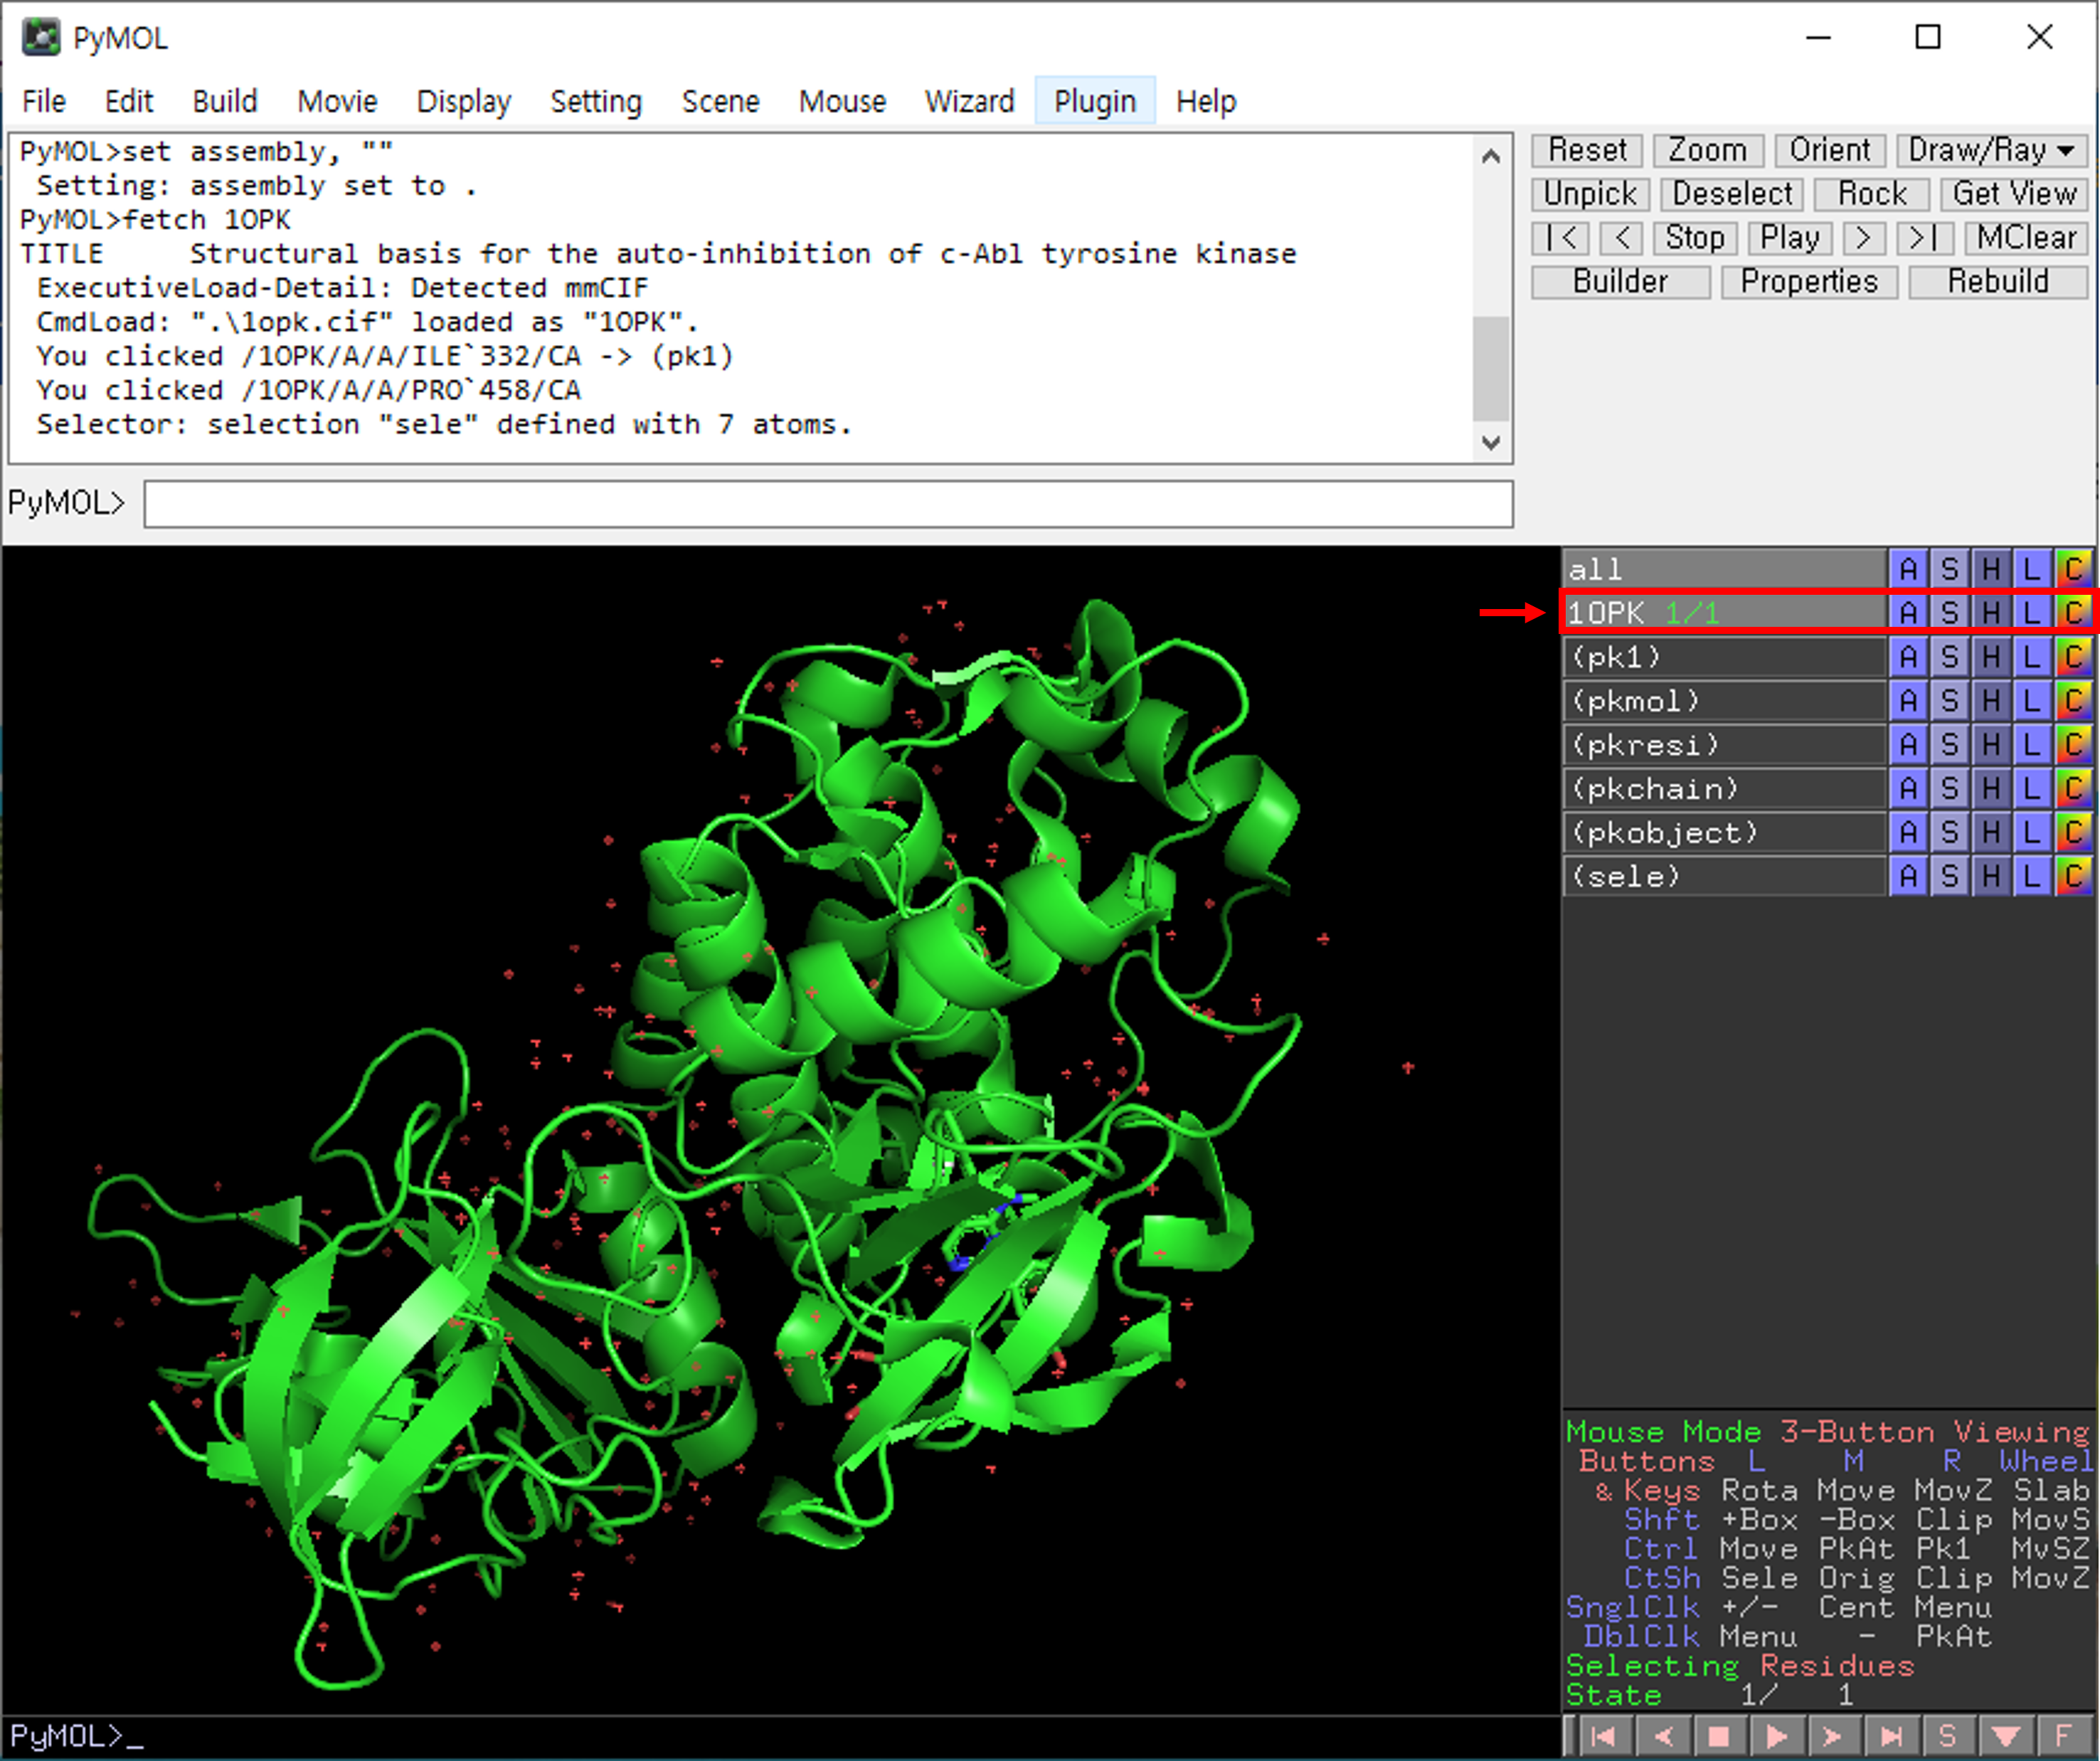 PyMOL
File Edit Build Movie Display Setting Scene Mouse Wizard Plugin Help
PyMOL>set assembly, ""
Setting: assembly set to .
PyMOL>fetch 1OPK
TITLE Structural basis for the auto-inhibition of c-Abl tyrosine kinase
ExecutiveLoad-Detail: Detected mmCIF
CmdLoad: ".\1opk.cif" loaded as "1OPK".
You clicked /1OPK/A/A/ILE`332/CA -> (pk1)
You clicked /1OPK/A/A/PRO`458/CA
Selector: selection "sele" defined with 7 atoms.
PyMOL>
Reset Zoom Orient Draw/Ray
Unpick Deselect Rock Get View
|< < Stop Play > >| MClear
Builder Properties Rebuild
all A S H L C
1OPK 1/1 A S H L C
(pk1) A S H L C
(pkmol) A S H L C
(pkresi) A S H L C
(pkchain) A S H L C
(pkobject) A S H L C
(sele) A S H L C
Mouse Mode 3-Button Viewing
Buttons L M R Wheel
& Keys Rota Move MovZ Slab
Shft +Box -Box Clip MovS
Ctrl Move PkAt Pk1 MvSZ
CtSh Sele Orig Clip MovZ
SnglClk +/- Cent Menu
DblClk Menu - PkAt
Selecting Residues
State 1/ 1
PyMOL>_
S F